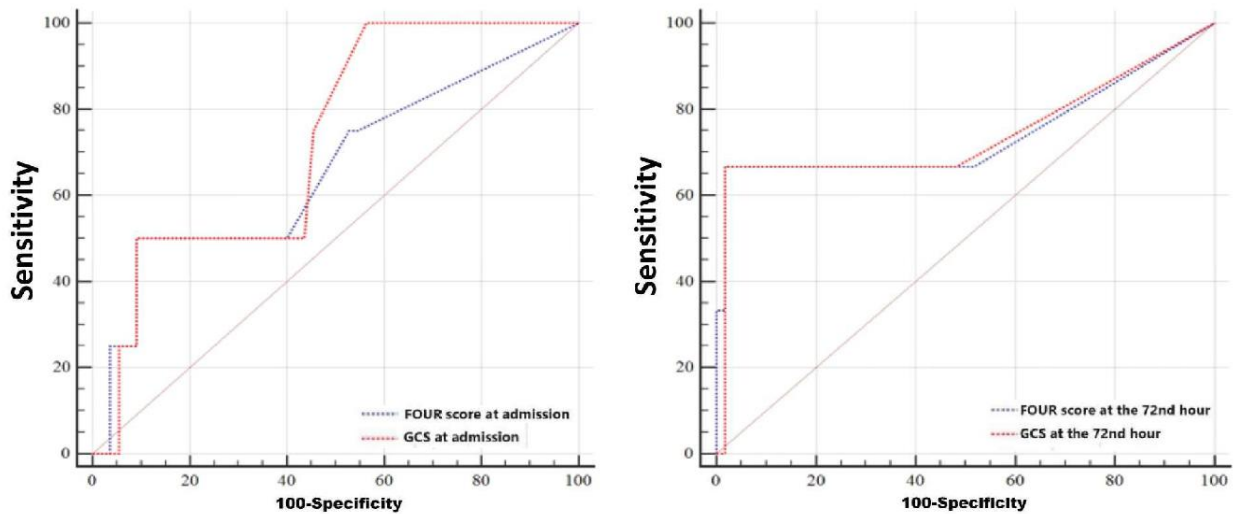 100
80
60
40
20
0
Sensitivity
FOUR score at admission
GCS at admission
0 20 40 60 80 100
100-Specificity
100
80
60
40
20
0
Sensitivity
FOUR score at the 72nd hour
GCS at the 72nd hour
0 20 40 60 80 100
100-Specificity